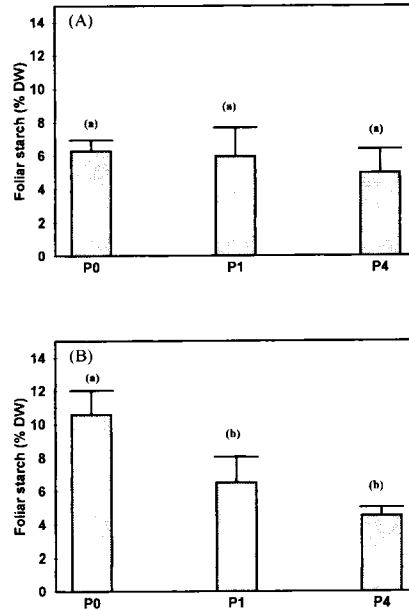 (A)
Foliar starch (% DW)
14
12
10
8
6
4
2
0
(a)
(a)
(a)
P0
P1
P4
(B)
Foliar starch (% DW)
14
12
10
8
6
4
2
0
(a)
(b)
(b)
P0
P1
P4